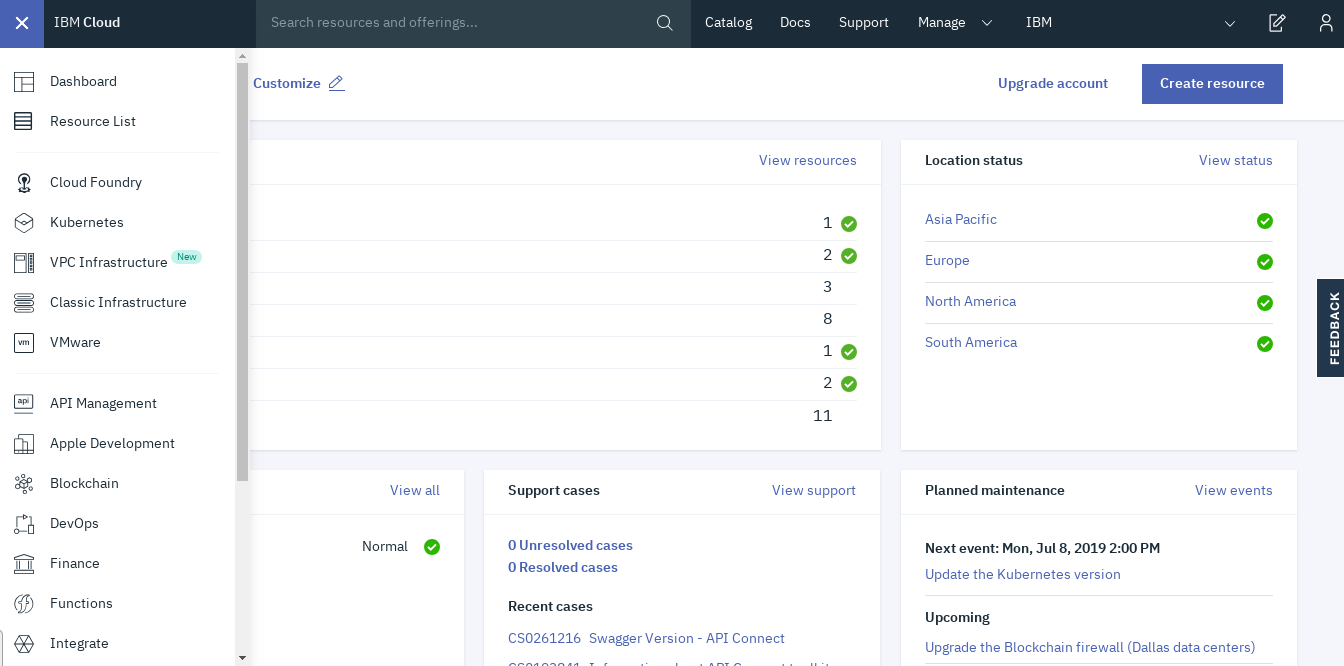 IBM Cloud
Search resources and offerings...
Catalog
Docs
Support
Manage
IBM
Dashboard
Resource List
Cloud Foundry
Kubernetes
VPC Infrastructure New
Classic Infrastructure
vm VMware
api API Management
Apple Development
Blockchain
DevOps
Finance
Functions
Integrate
Customize
Upgrade account
Create resource
View resources
1
2
3
8
1
2
11
Location status
View status
Asia Pacific
Europe
North America
South America
FEEDBACK
View all
Normal
Support cases
View support
0 Unresolved cases
0 Resolved cases
Recent cases
CS0261216 Swagger Version - API Connect
Planned maintenance
View events
Next event: Mon, Jul 8, 2019 2:00 PM
Update the Kubernetes version
Upcoming
Upgrade the Blockchain firewall (Dallas data centers)